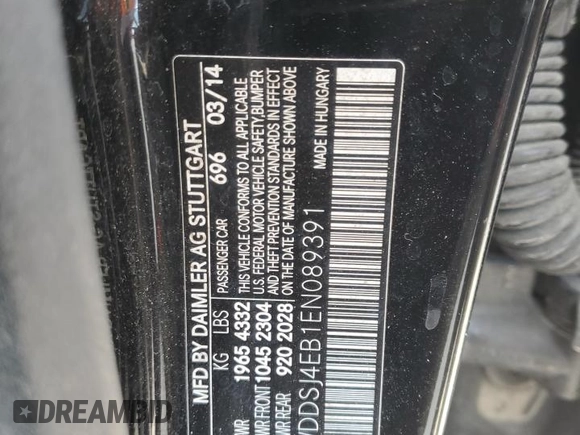 MFD BY DAIMLER AG STUTTGART
KG LBS PASSENGER CAR 696 03/14
1965 4332 THIS VEHICLE CONFORMS TO ALL APPLICABLE
U.S. FEDERAL MOTOR VEHICLE SAFETY, BUMPER
FRONT 1045 2304 AND THEFT PREVENTION STANDARDS IN EFFECT
REAR 920 2028 ON THE DATE OF MANUFACTURE SHOWN ABOVE
DDSJ4EB1EN089391 MADE IN HUNGARY
DREAMBID